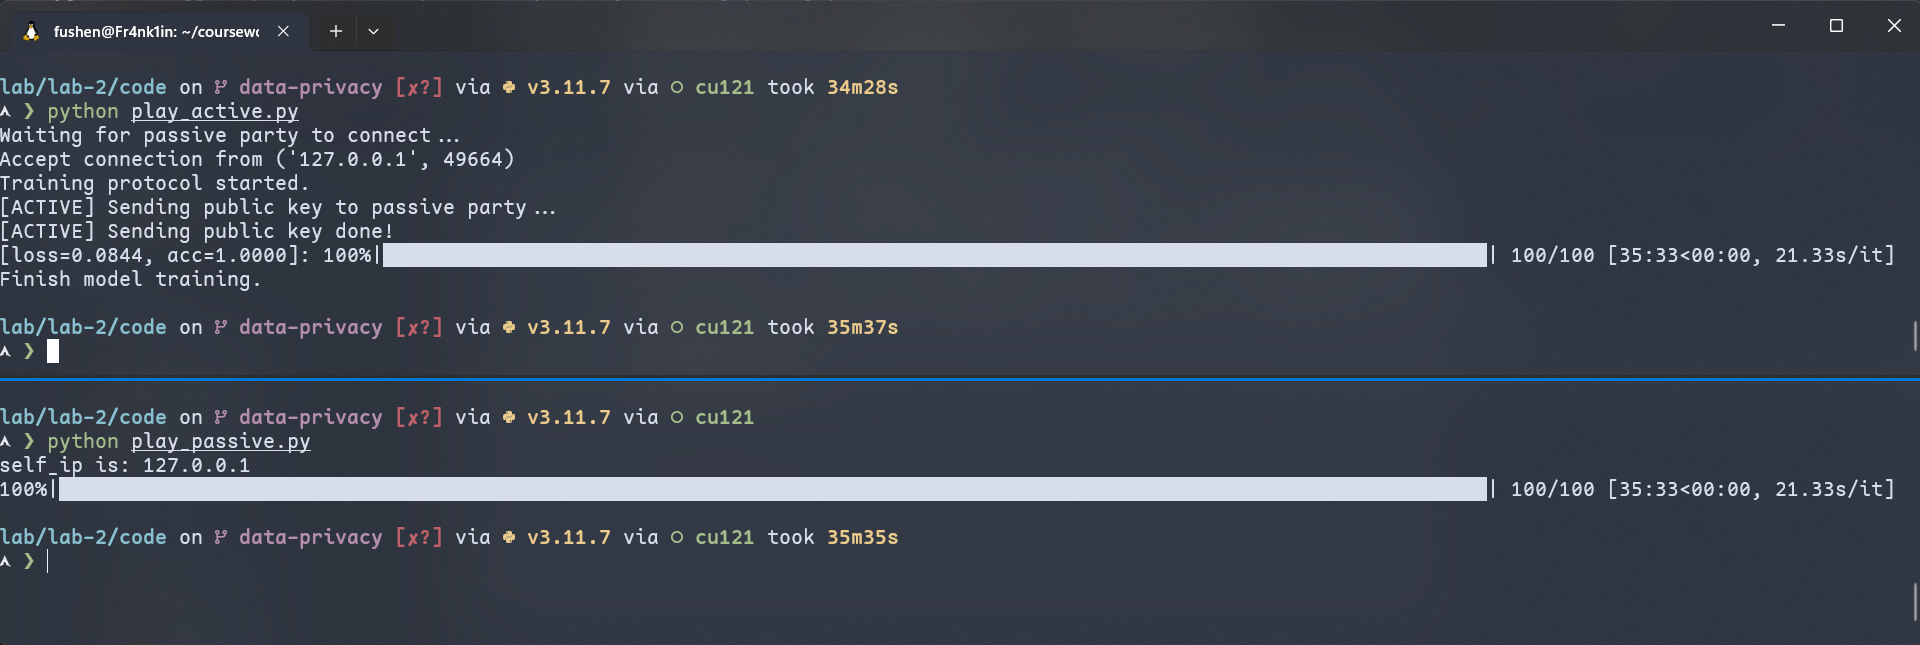 fushen@Fr4nk1in: ~/coursewo
lab/lab-2/code on data-privacy [✗?] via v3.11.7 via cu121 took 34m28s
❯ python play_active.py
Waiting for passive party to connect...
Accept connection from ('127.0.0.1', 49664)
Training protocol started.
[ACTIVE] Sending public key to passive party...
[ACTIVE] Sending public key done!
[loss=0.0844, acc=1.0000]: 100%| | 100/100 [35:33<00:00, 21.33s/it]
Finish model training.
lab/lab-2/code on data-privacy [✗?] via v3.11.7 via cu121 took 35m37s
❯
lab/lab-2/code on data-privacy [✗?] via v3.11.7 via cu121
❯ python play_passive.py
self_ip is: 127.0.0.1
100%| | 100/100 [35:33<00:00, 21.33s/it]
lab/lab-2/code on data-privacy [✗?] via v3.11.7 via cu121 took 35m35s
❯